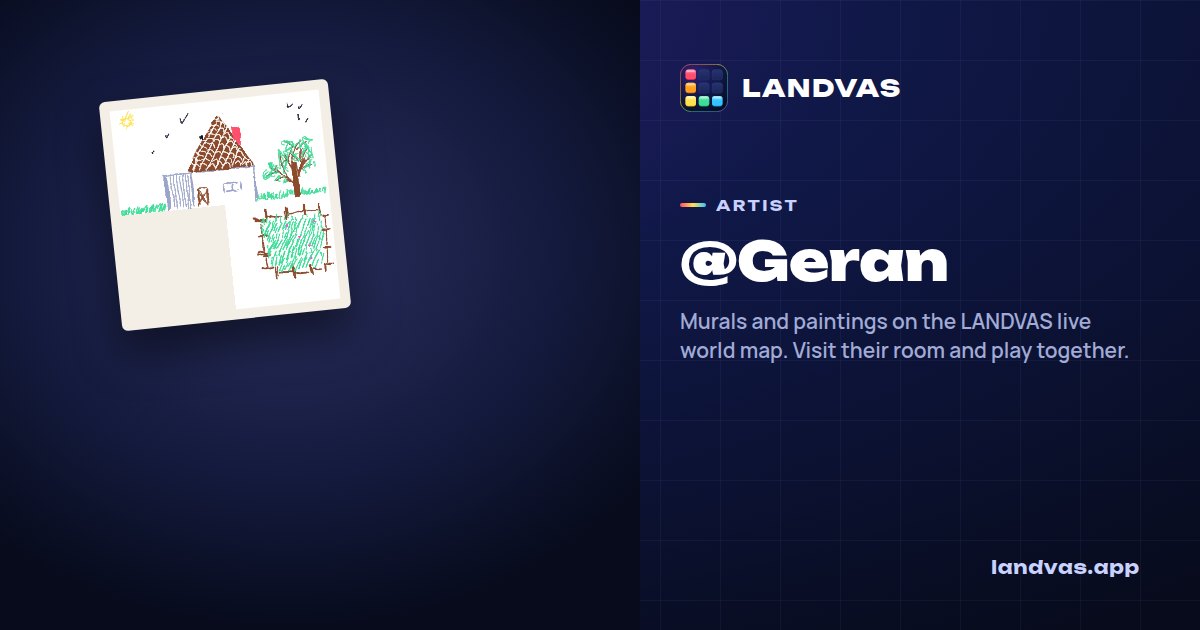 LANDVAS
ARTIST
@Geran
Murals and paintings on the LANDVAS live
world map. Visit their room and play together.
landvas.app